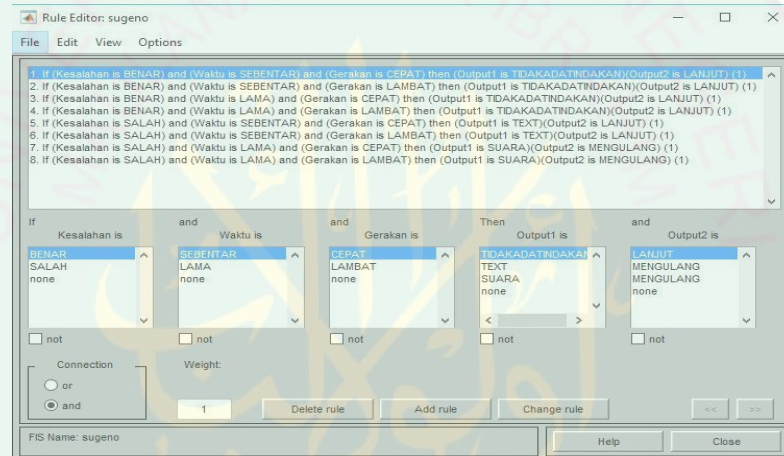 Rule Editor: sugeno
File Edit View Options
1. If (Kesalahan is BENAR) and (Waktu is SEBENTAR) and (Gerakan is CEPAT) then (Output1 is TIDAKADATINDAKAN)(Output2 is LANJUT) (1)
2. If (Kesalahan is BENAR) and (Waktu is SEBENTAR) and (Gerakan is LAMBAT) then (Output1 is TIDAKADATINDAKAN)(Output2 is LANJUT) (1)
3. If (Kesalahan is BENAR) and (Waktu is LAMA) and (Gerakan is CEPAT) then (Output1 is TIDAKADATINDAKAN)(Output2 is LANJUT) (1)
4. If (Kesalahan is BENAR) and (Waktu is LAMA) and (Gerakan is LAMBAT) then (Output1 is TIDAKADATINDAKAN)(Output2 is LANJUT) (1)
5. If (Kesalahan is SALAH) and (Waktu is SEBENTAR) and (Gerakan is CEPAT) then (Output1 is TEXT)(Output2 is LANJUT) (1)
6. If (Kesalahan is SALAH) and (Waktu is SEBENTAR) and (Gerakan is LAMBAT) then (Output1 is TEXT)(Output2 is LANJUT) (1)
7. If (Kesalahan is SALAH) and (Waktu is LAMA) and (Gerakan is CEPAT) then (Output1 is SUARA)(Output2 is MENGULANG) (1)
8. If (Kesalahan is SALAH) and (Waktu is LAMA) and (Gerakan is LAMBAT) then (Output1 is SUARA)(Output2 is MENGULANG) (1)
If and and Then and
Kesalahan is Waktu is Gerakan is Output1 is Output2 is
BENAR SEBENTAR CEPAT TIDAKADATINDAKAN LANJUT
SALAH LAMA LAMBAT TEXT MENGULANG
none none none SUARA MENGULANG
none none
not not not not not
Connection Weight:
or
and 1 Delete rule Add rule Change rule << >>
FIS Name: sugeno Help Close